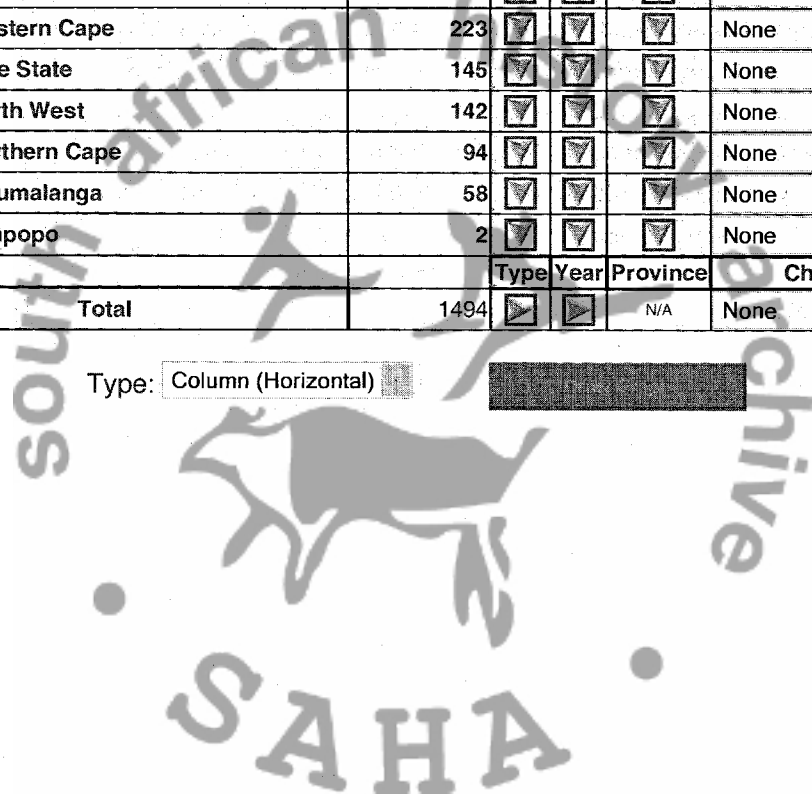 stern Cape 223 None
e State 145 None
th West 142 None
rthern Cape 94 None
umalanga 58 None
popo 2 None
Type Year Province Ch
Total 1494 N/A None
Type: Column (Horizontal)
south african history archive
SAHA